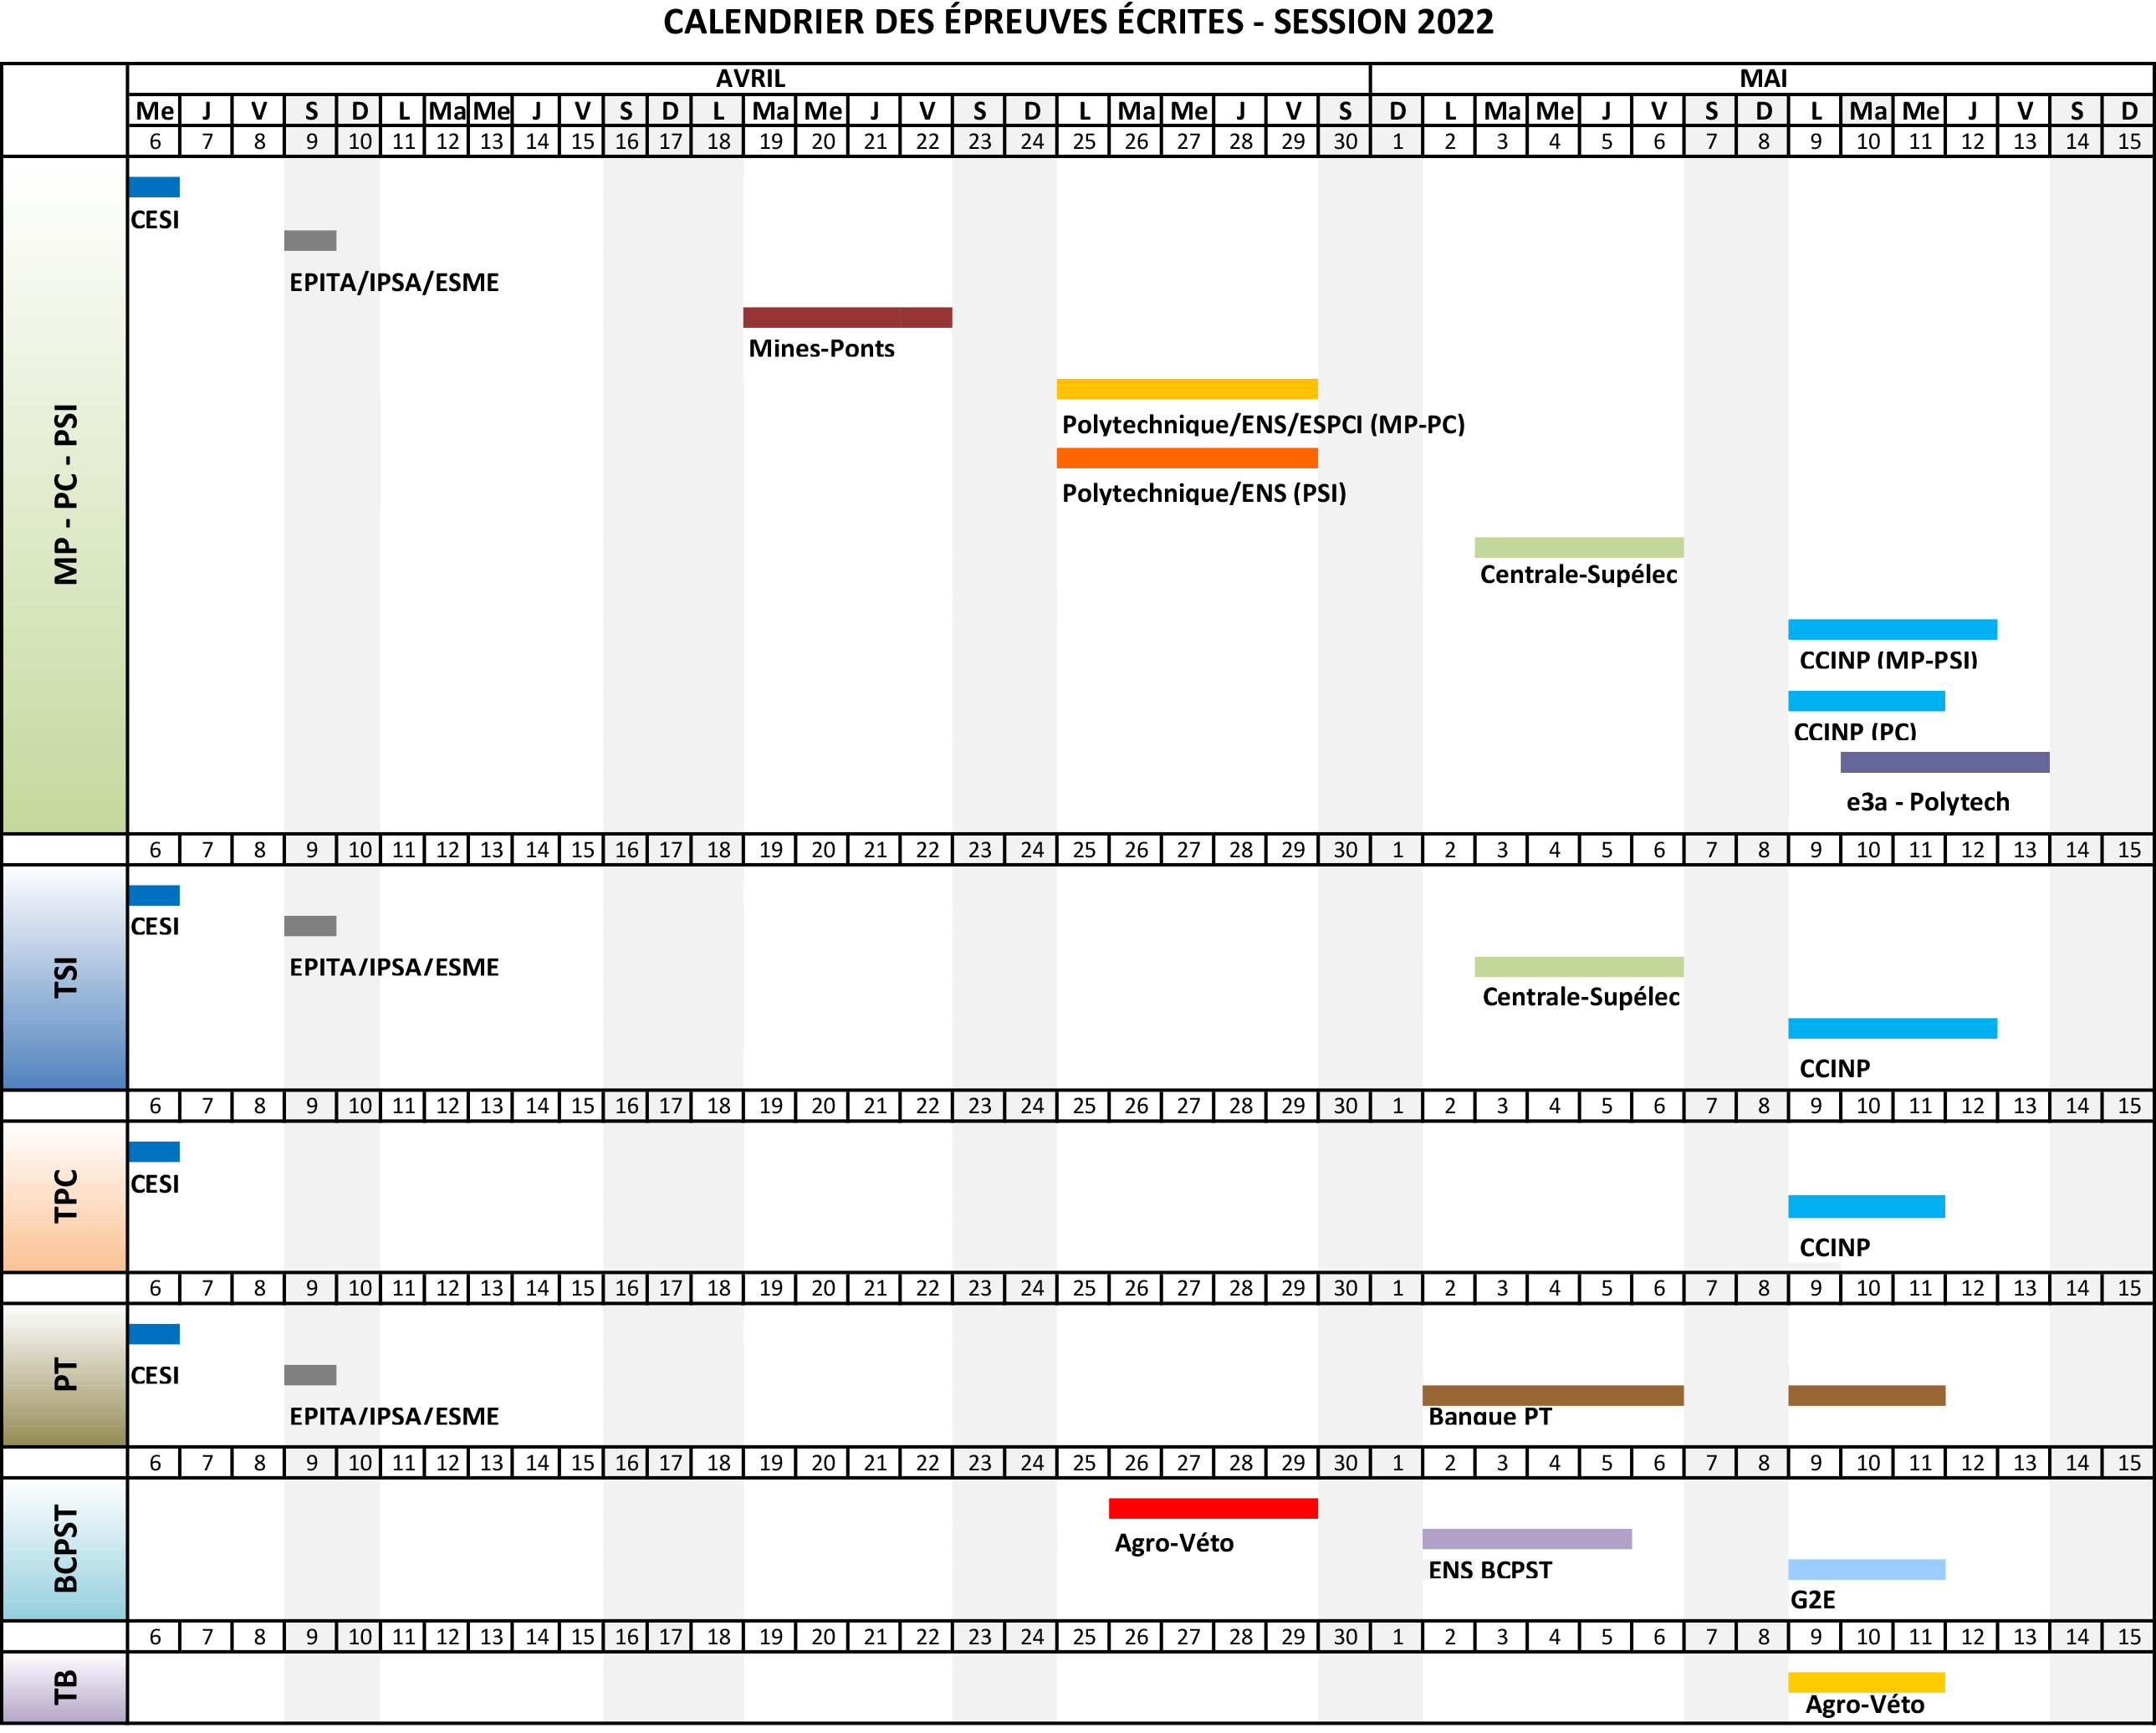 CALENDRIER DES ÉPREUVES ÉCRITES - SESSION 2022
AVRIL MAI
Me J V S D L Ma Me J V S D L Ma Me J V S D L Ma Me J V S D L Ma Me J V S D L Ma Me J V S D
6 7 8 9 10 11 12 13 14 15 16 17 18 19 20 21 22 23 24 25 26 27 28 29 30 1 2 3 4 5 6 7 8 9 10 11 12 13 14 15
MP - PC - PSI
CESI
EPITA/IPSA/ESME
Mines-Ponts
Polytechnique/ENS/ESPCI (MP-PC)
Polytechnique/ENS (PSI)
Centrale-Supélec
CCINP (MP-PSI)
CCINP (PC)
e3a - Polytech
6 7 8 9 10 11 12 13 14 15 16 17 18 19 20 21 22 23 24 25 26 27 28 29 30 1 2 3 4 5 6 7 8 9 10 11 12 13 14 15
TSI
CESI
EPITA/IPSA/ESME
Centrale-Supélec
CCINP
6 7 8 9 10 11 12 13 14 15 16 17 18 19 20 21 22 23 24 25 26 27 28 29 30 1 2 3 4 5 6 7 8 9 10 11 12 13 14 15
TPC
CESI
CCINP
6 7 8 9 10 11 12 13 14 15 16 17 18 19 20 21 22 23 24 25 26 27 28 29 30 1 2 3 4 5 6 7 8 9 10 11 12 13 14 15
PT
CESI
EPITA/IPSA/ESME
Banque PT
6 7 8 9 10 11 12 13 14 15 16 17 18 19 20 21 22 23 24 25 26 27 28 29 30 1 2 3 4 5 6 7 8 9 10 11 12 13 14 15
BCPST
Agro-Véto
ENS BCPST
G2E
6 7 8 9 10 11 12 13 14 15 16 17 18 19 20 21 22 23 24 25 26 27 28 29 30 1 2 3 4 5 6 7 8 9 10 11 12 13 14 15
TB
Agro-Véto